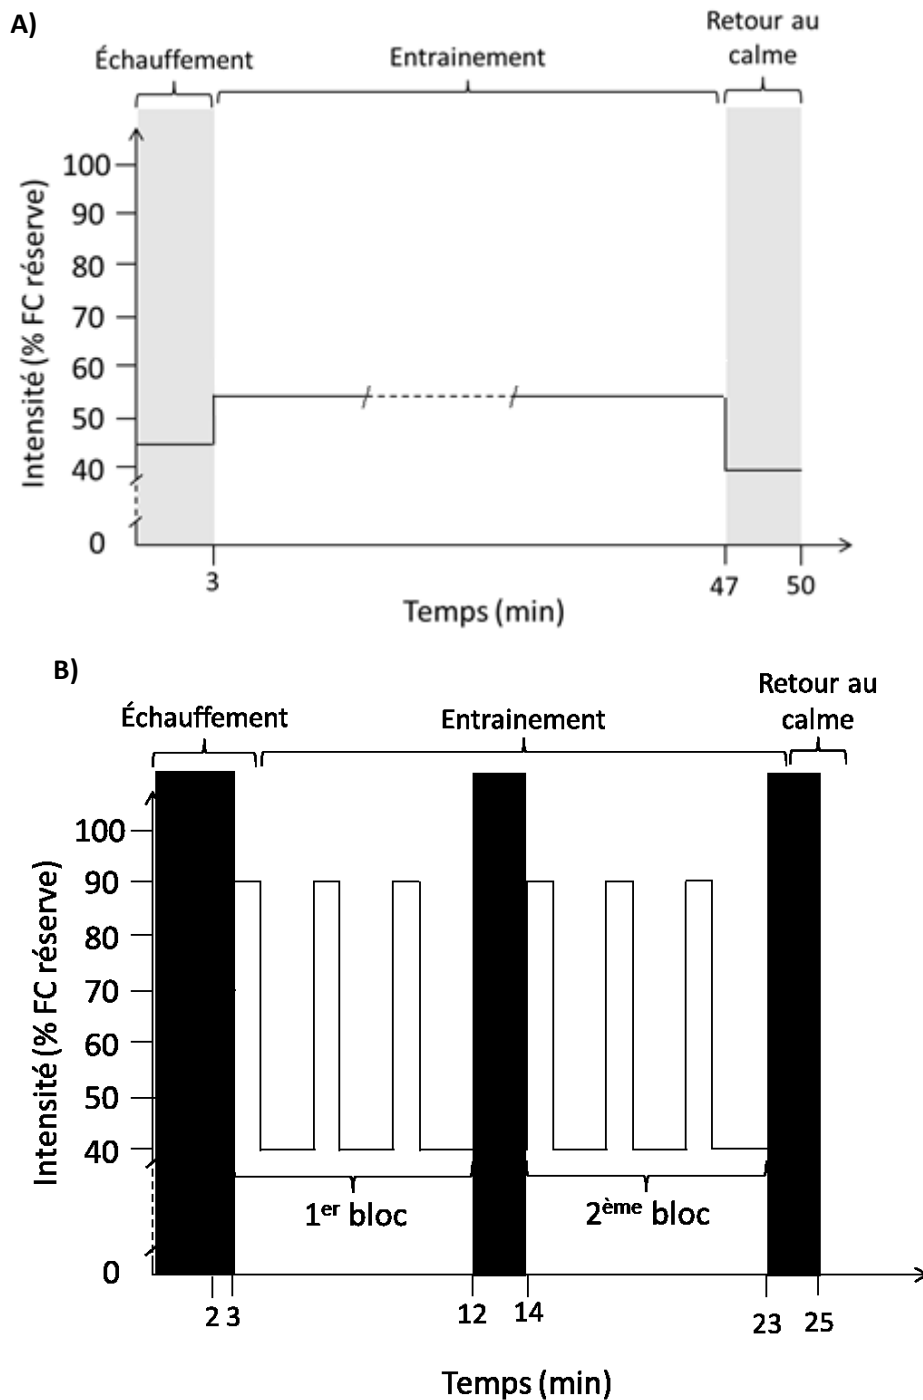 A)
Échauffement
Entrainement
Retour au
calme
Intensité (% FC réserve)
100
90
80
70
60
50
40
0
3
47
50
Temps (min)
B)
Échauffement
Entrainement
Retour au
calme
Intensité (% FC réserve)
100
90
80
70
60
50
40
0
1er bloc
2ème bloc
2 3
12
14
23
25
Temps (min)